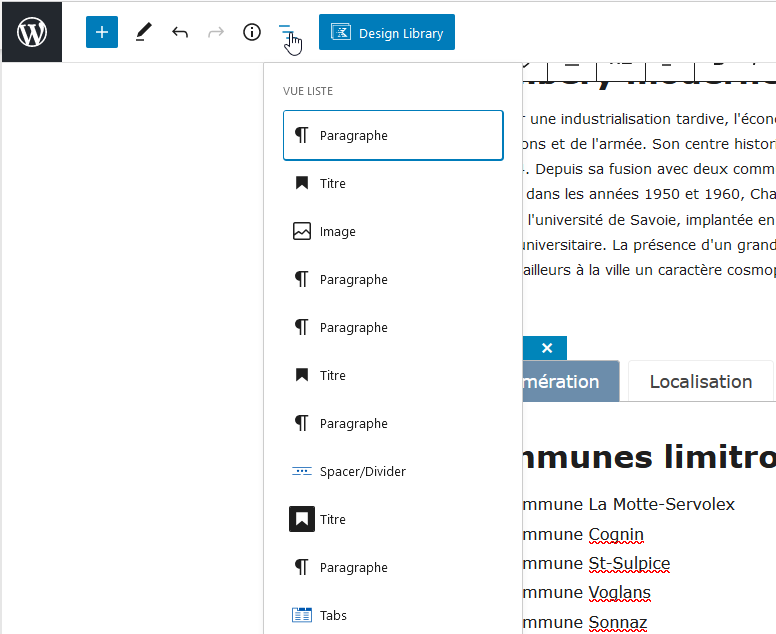 Design Library
VUE LISTE
Paragraphe
Titre
Image
Paragraphe
Paragraphe
Titre
Paragraphe
Spacer/Divider
Titre
Paragraphe
Tabs
une industrialisation tardive, l'écon
ons et de l'armée. Son centre histor
. Depuis sa fusion avec deux comm
dans les années 1950 et 1960, Cha
l'université de Savoie, implantée en
universitaire. La présence d'un grand
ailleurs à la ville un caractère cosmop
mération
Localisation
mmunes limitro
mmune La Motte-Servolex
mmune Cognin
mmune St-Sulpice
mmune Voglans
mmune Sonnaz